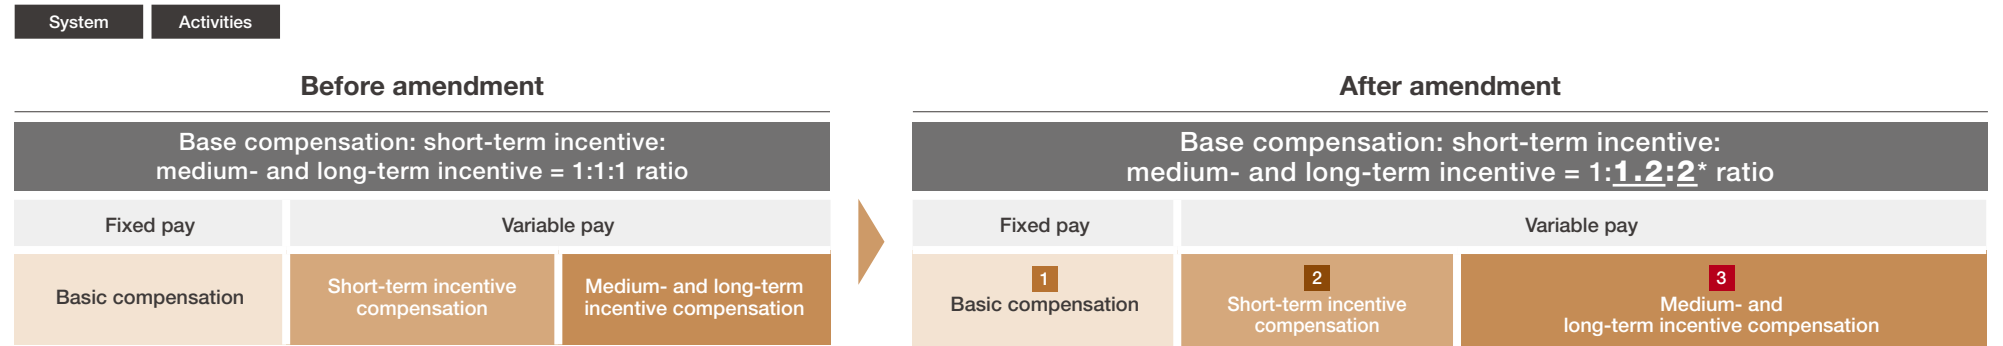 System
Activities
Before amendment
Base compensation: short-term incentive:
medium- and long-term incentive = 1:1:1 ratio
Fixed pay
Variable pay
Basic compensation
Short-term incentive
compensation
Medium- and long-term
incentive compensation
After amendment
Base compensation: short-term incentive:
medium- and long-term incentive = 1:1.2:2* ratio
Fixed pay
Variable pay
1
Basic compensation
2
Short-term incentive
compensation
3
Medium- and
long-term incentive compensation